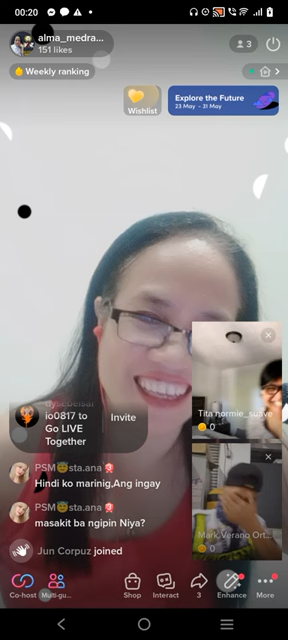 00:20
alma_medra...
151 likes
3
Weekly ranking
Wishlist
Explore the Future
23 May - 31 May
io0817 to
Go LIVE
Together
Invite
Tita normie_suave
0
PSM😇sta.ana
Hindi ko marinig,Ang ingay
PSM😇sta.ana
masakit ba ngipin Niya?
Mark Verano Ort...
0
Jun Corpuz joined
Co-host
Multi-gu...
Shop
Interact
3
Enhance
More